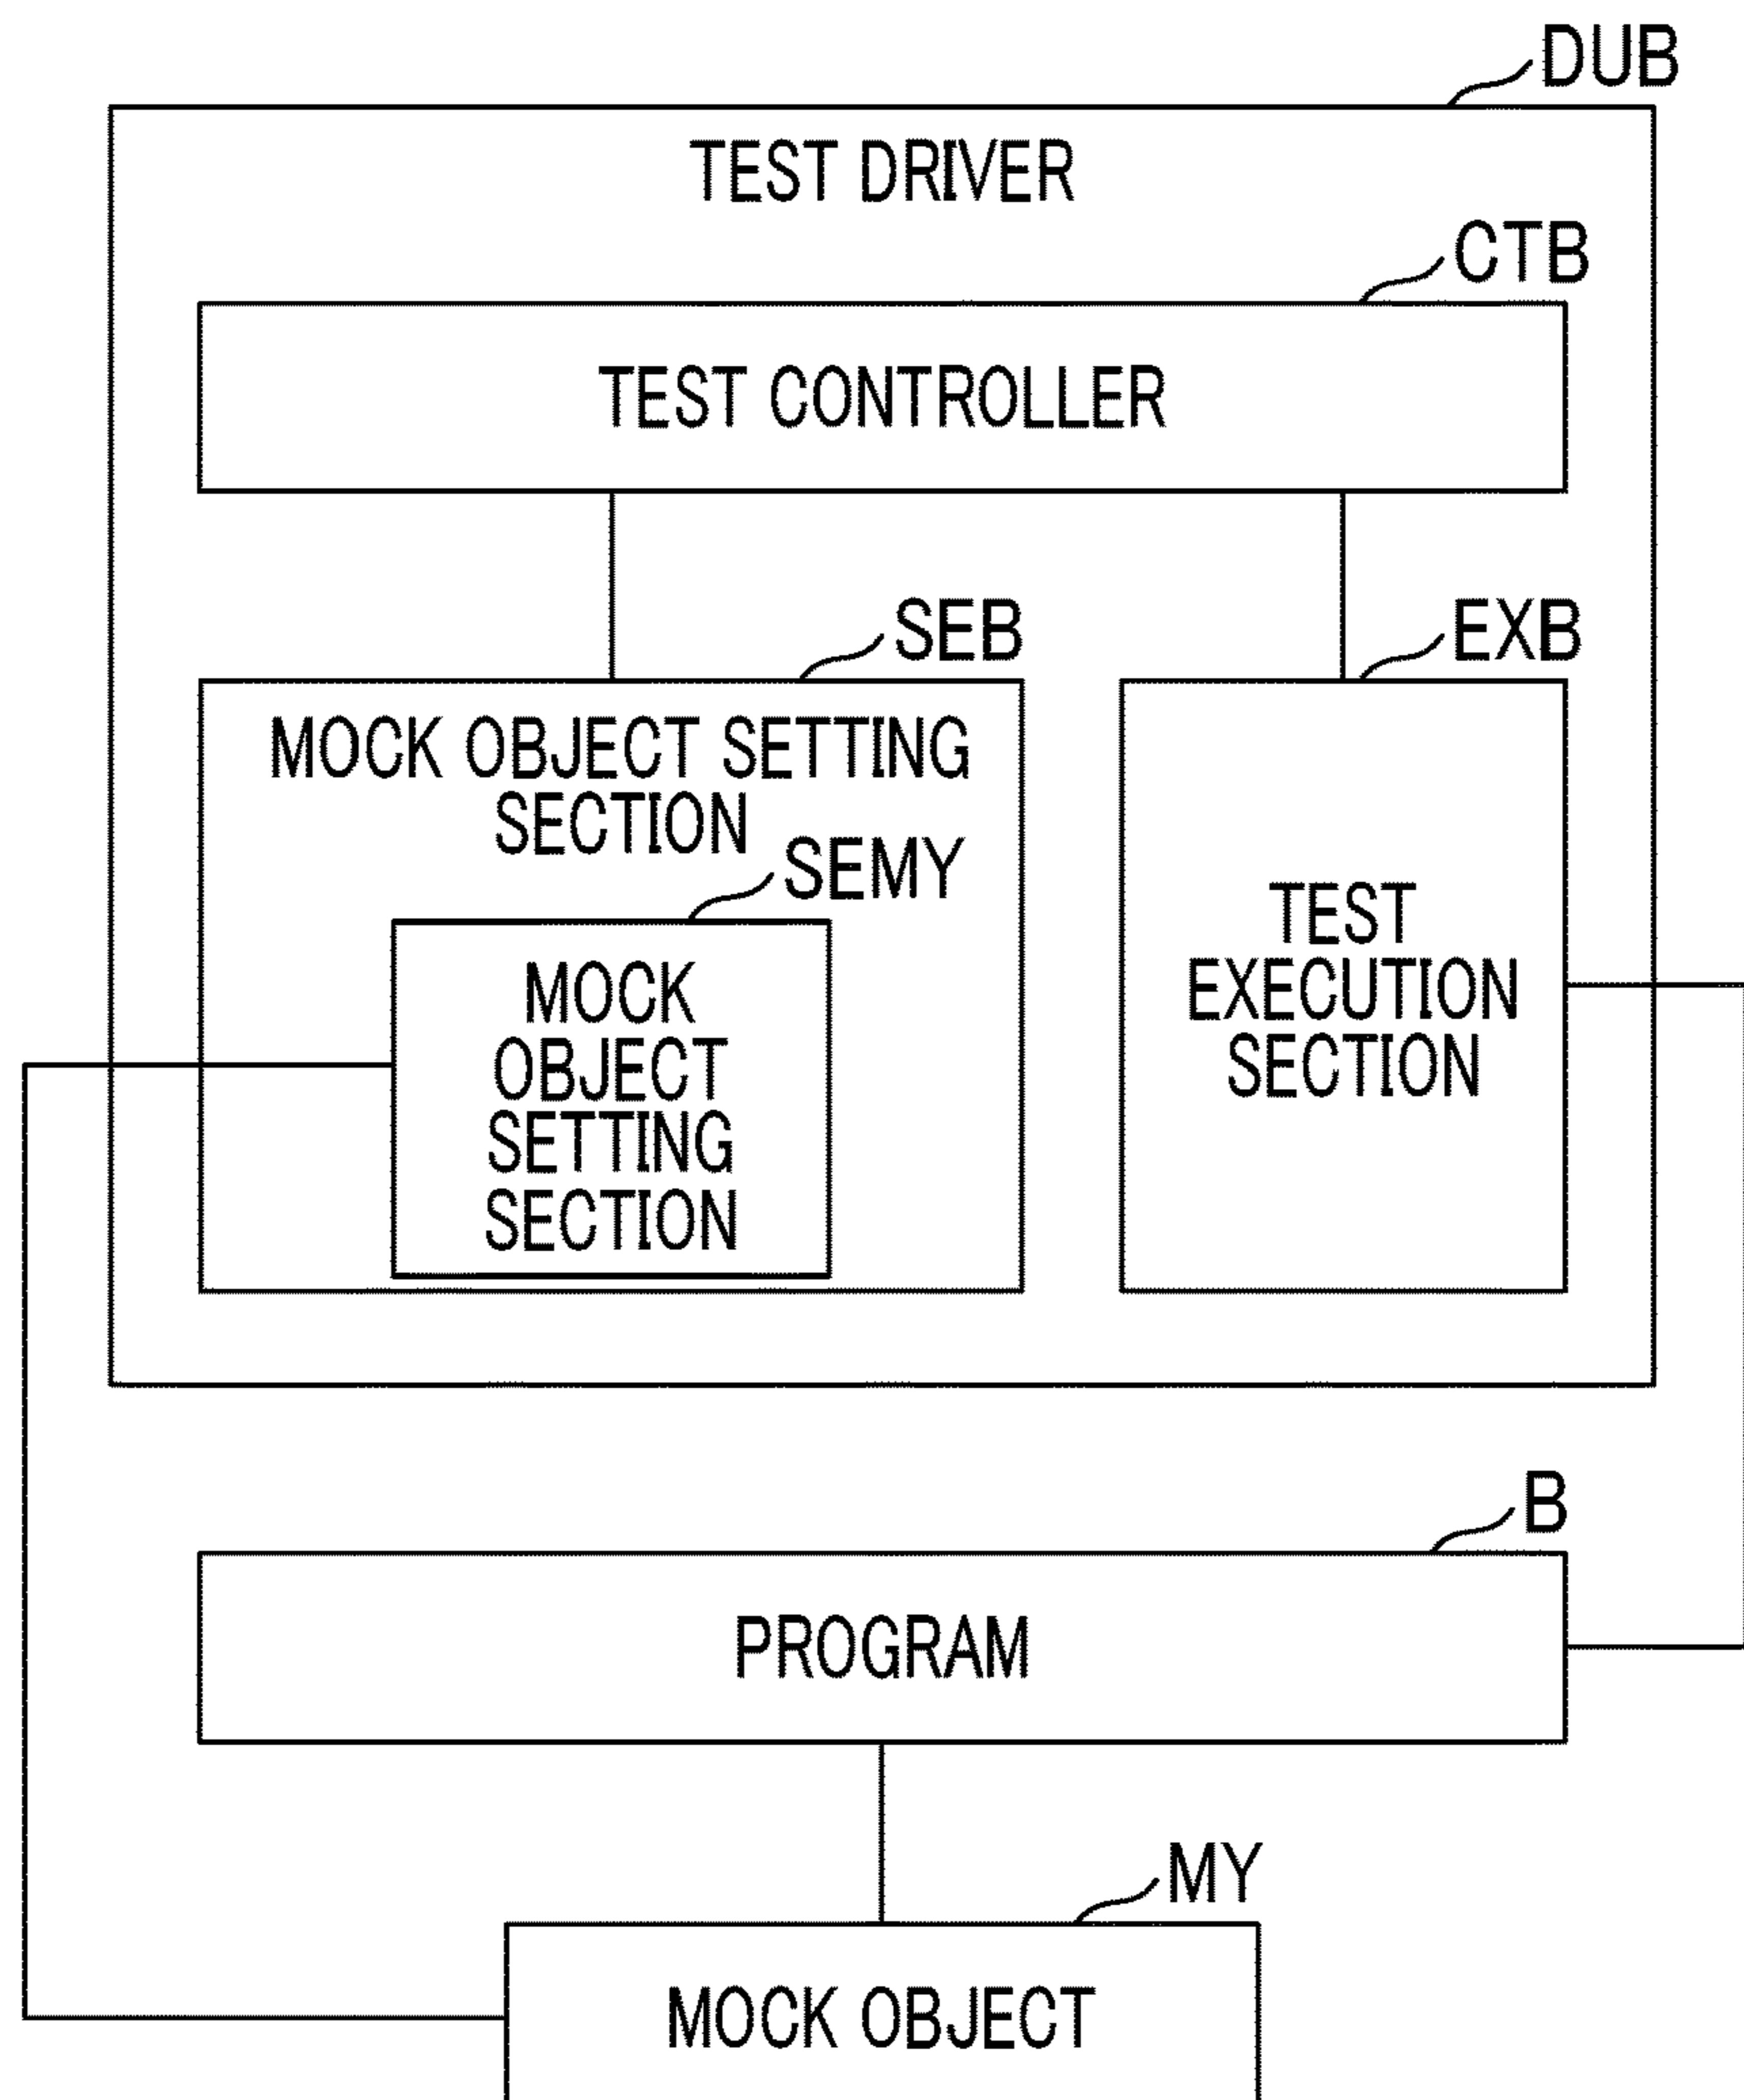 DUB
TEST DRIVER
CTB
TEST CONTROLLER
SEB
MOCK OBJECT SETTING
SECTION
SEMY
MOCK
OBJECT
SETTING
SECTION
EXB
TEST
EXECUTION
SECTION
B
PROGRAM
MY
MOCK OBJECT